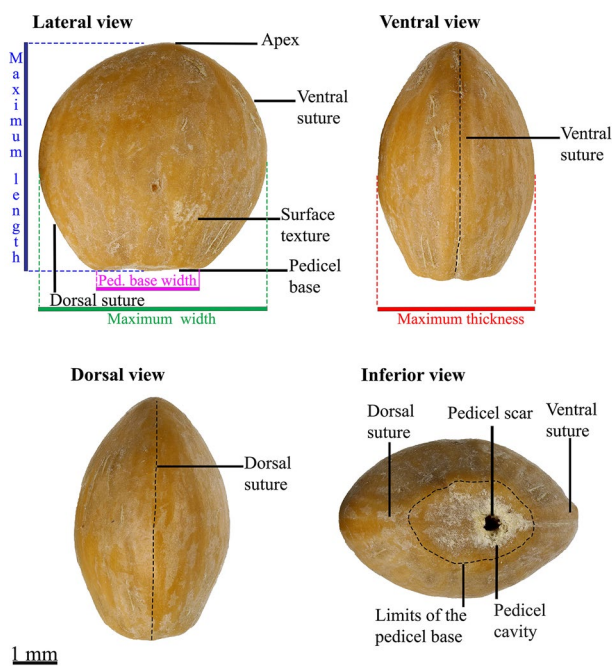 Lateral view
Maximum length
Apex
Ventral
suture
Surface
texture
Pedicel
base
Ped. base width
Dorsal suture
Maximum width
Ventral view
Ventral
suture
Maximum thickness
Dorsal view
Dorsal
suture
1 mm
Inferior view
Dorsal
suture
Pedicel scar
Ventral
suture
Limits of the
pedicel base
Pedicel
cavity